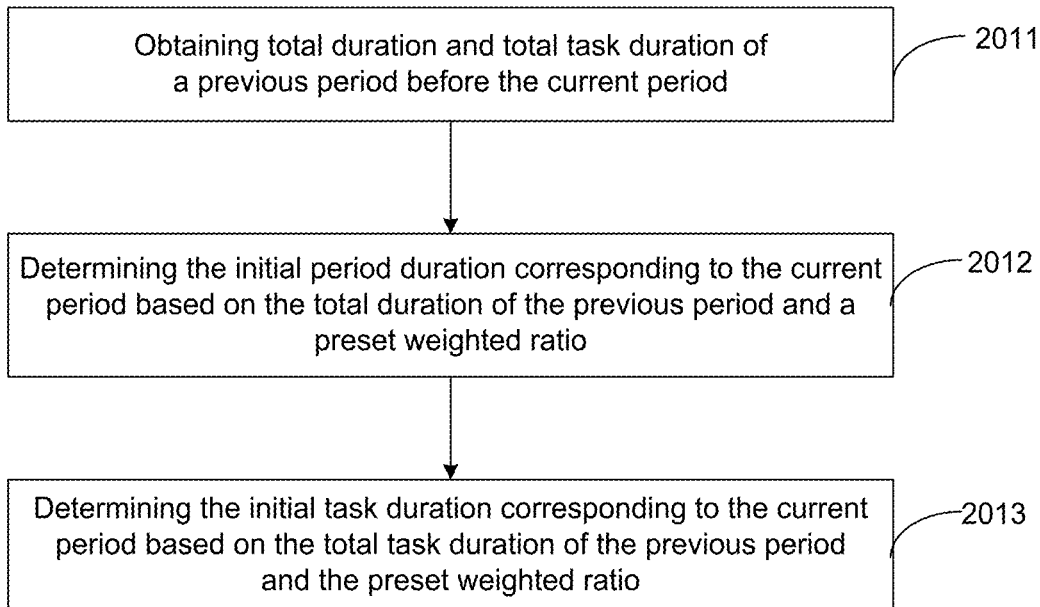 Obtaining total duration and total task duration of
a previous period before the current period
2011
Determining the initial period duration corresponding to the current
period based on the total duration of the previous period and a
preset weighted ratio
2012
Determining the initial task duration corresponding to the current
period based on the total task duration of the previous period
and the preset weighted ratio
2013